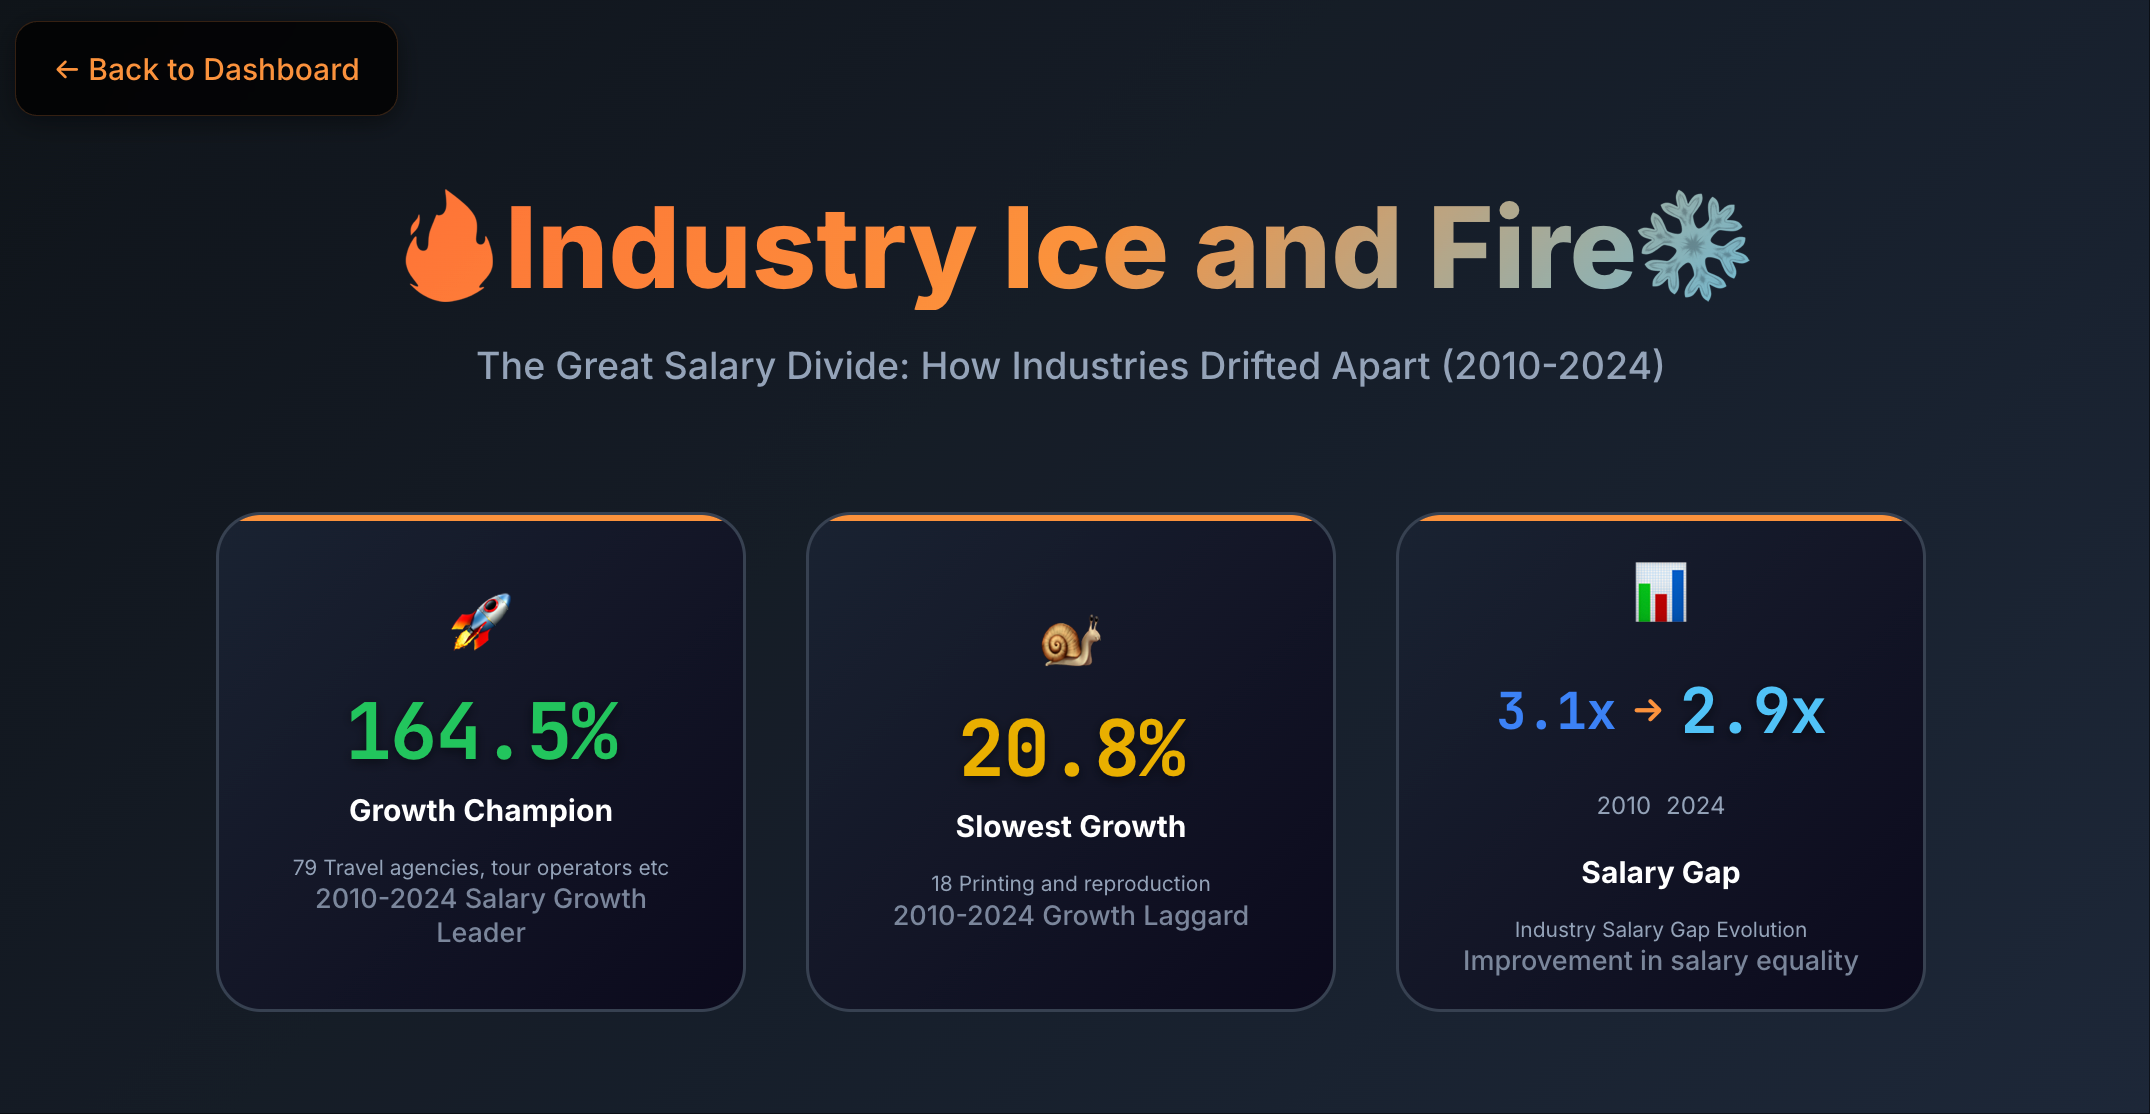 ← Back to Dashboard
🔥Industry Ice and Fire❄️
The Great Salary Divide: How Industries Drifted Apart (2010-2024)
164.5%
Growth Champion
79 Travel agencies, tour operators etc
2010-2024 Salary Growth
Leader
20.8%
Slowest Growth
18 Printing and reproduction
2010-2024 Growth Laggard
3.1x → 2.9x
2010 2024
Salary Gap
Industry Salary Gap Evolution
Improvement in salary equality